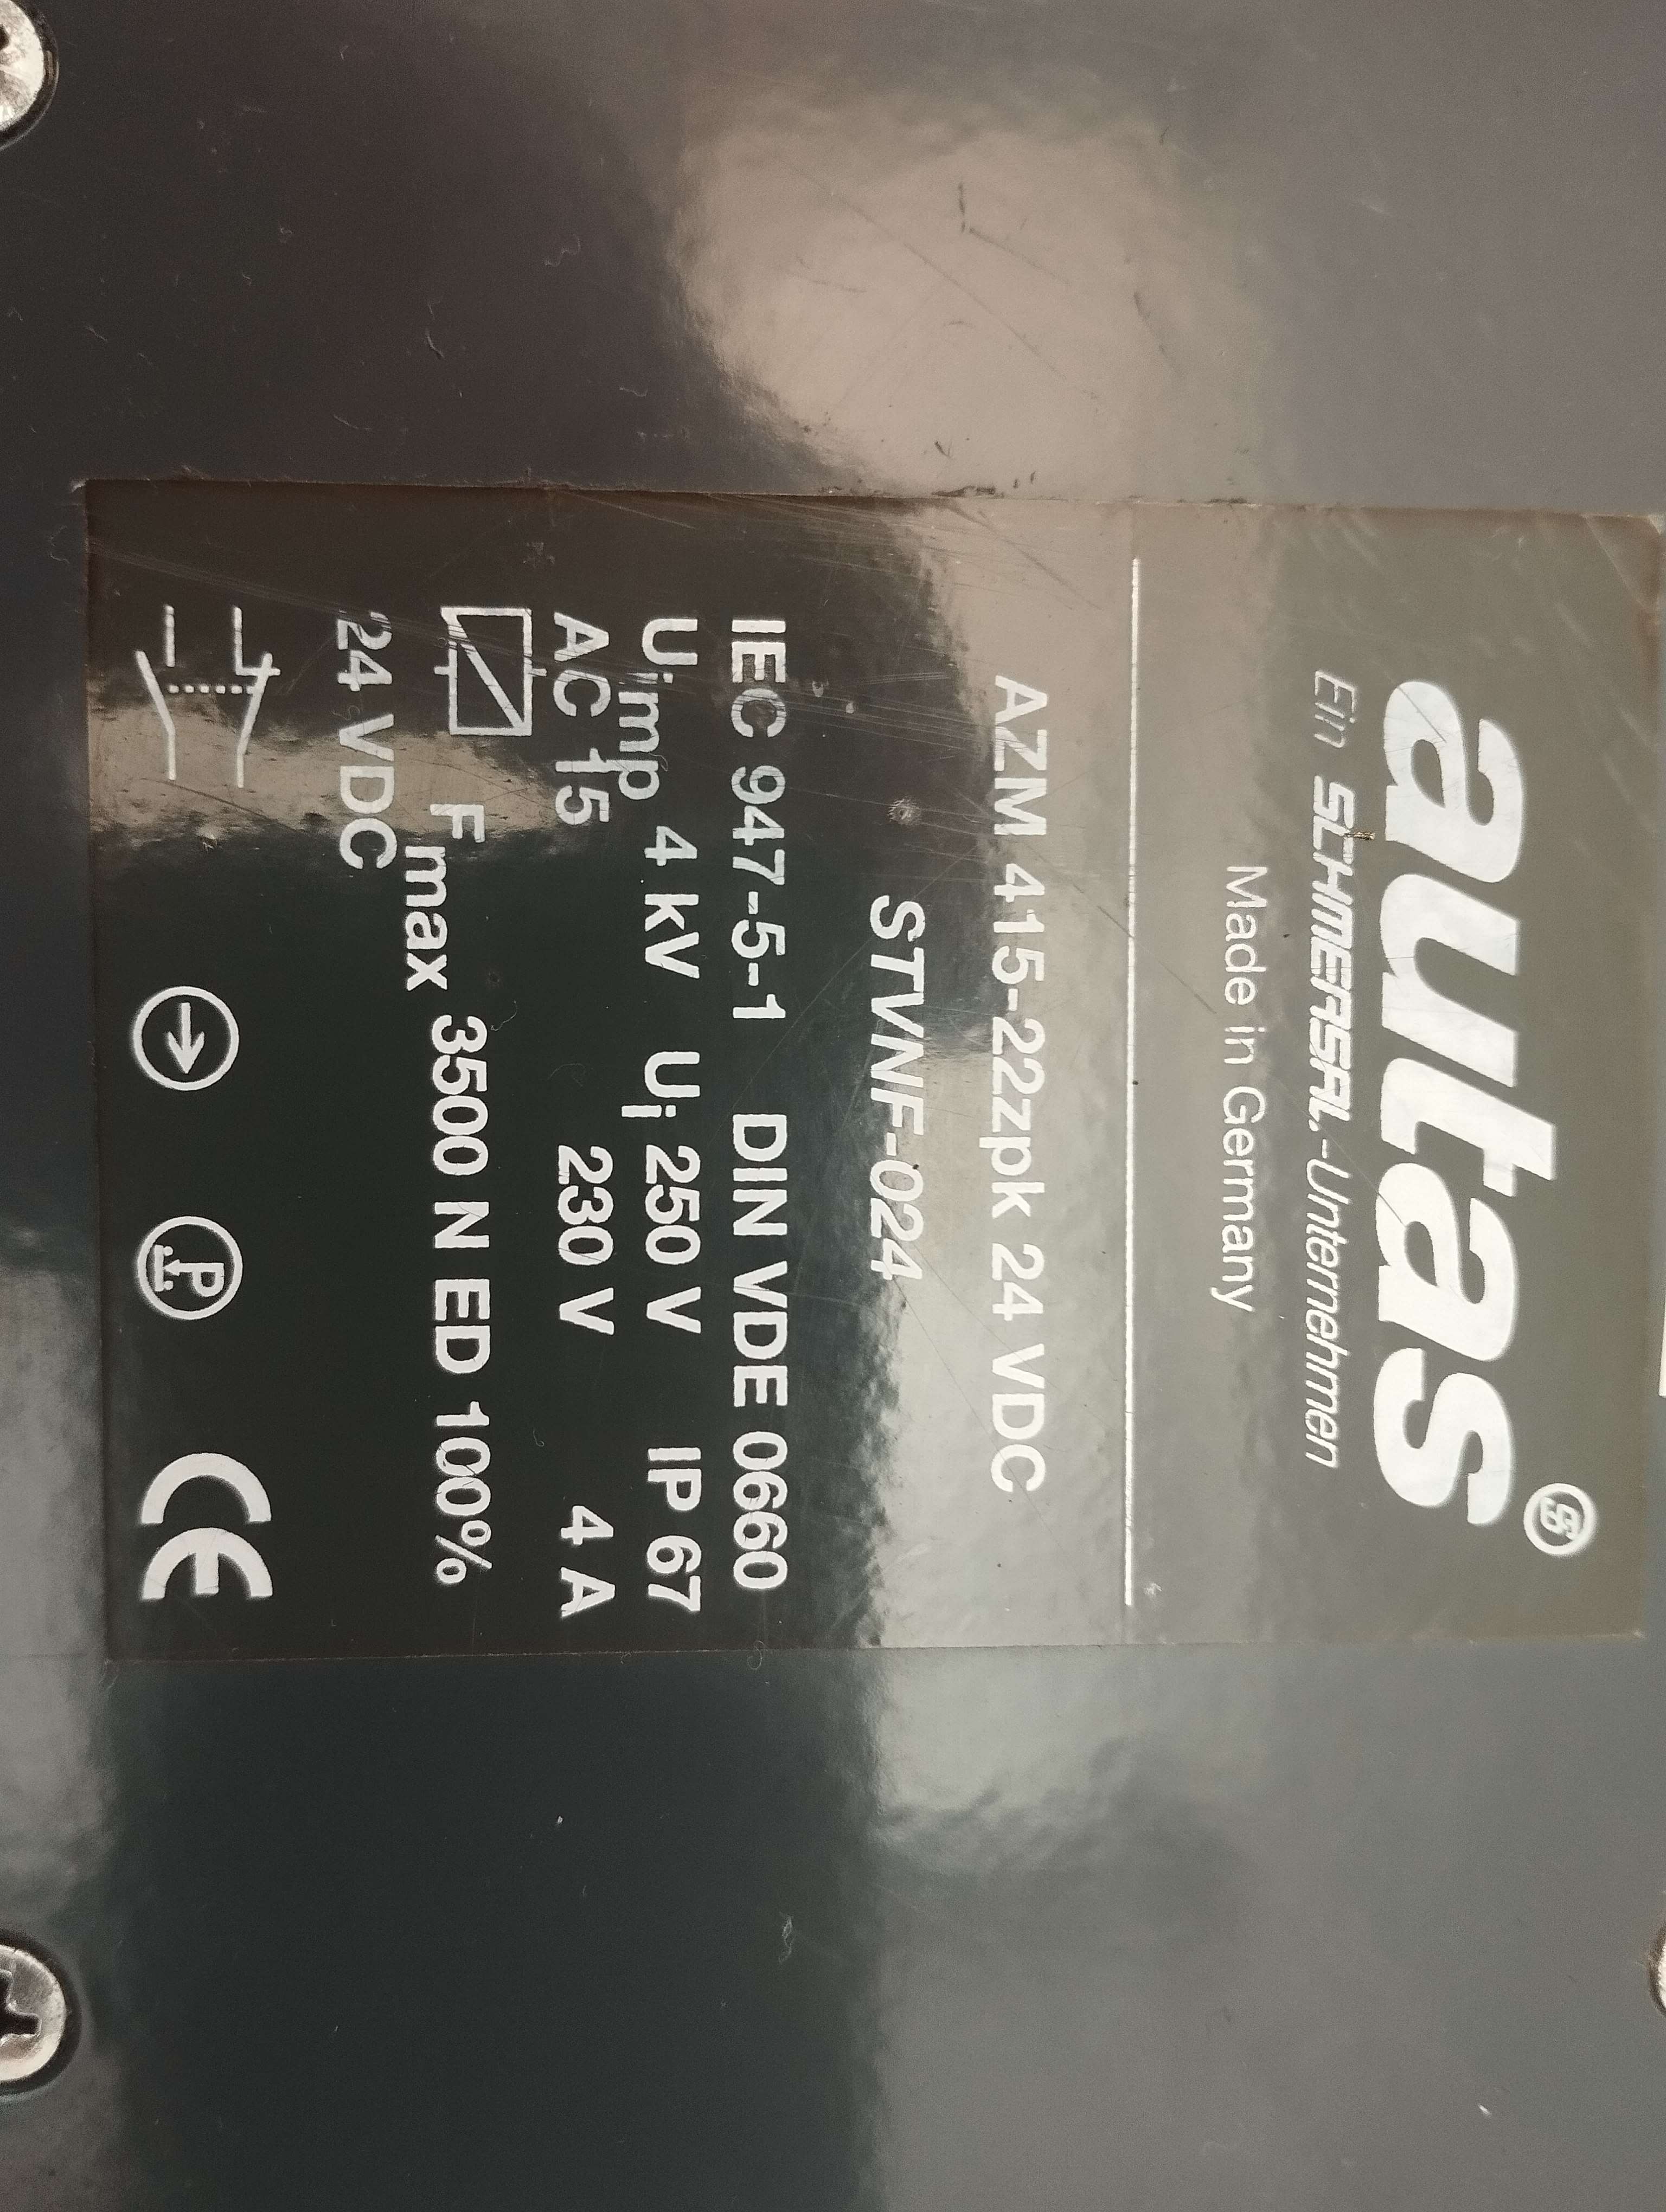 autas
Ein SCHMERSAL-Unternehmen
Made in Germany
AZM 415-22zpk 24 VDC
STVNF-024
IEC 947-5-1 DIN VDE 0660
Uimp 4 kV Ui 250 V IP 67
AC 15 230 V 4 A
Fmax 3500 N ED 100%
24 VDC
P CE